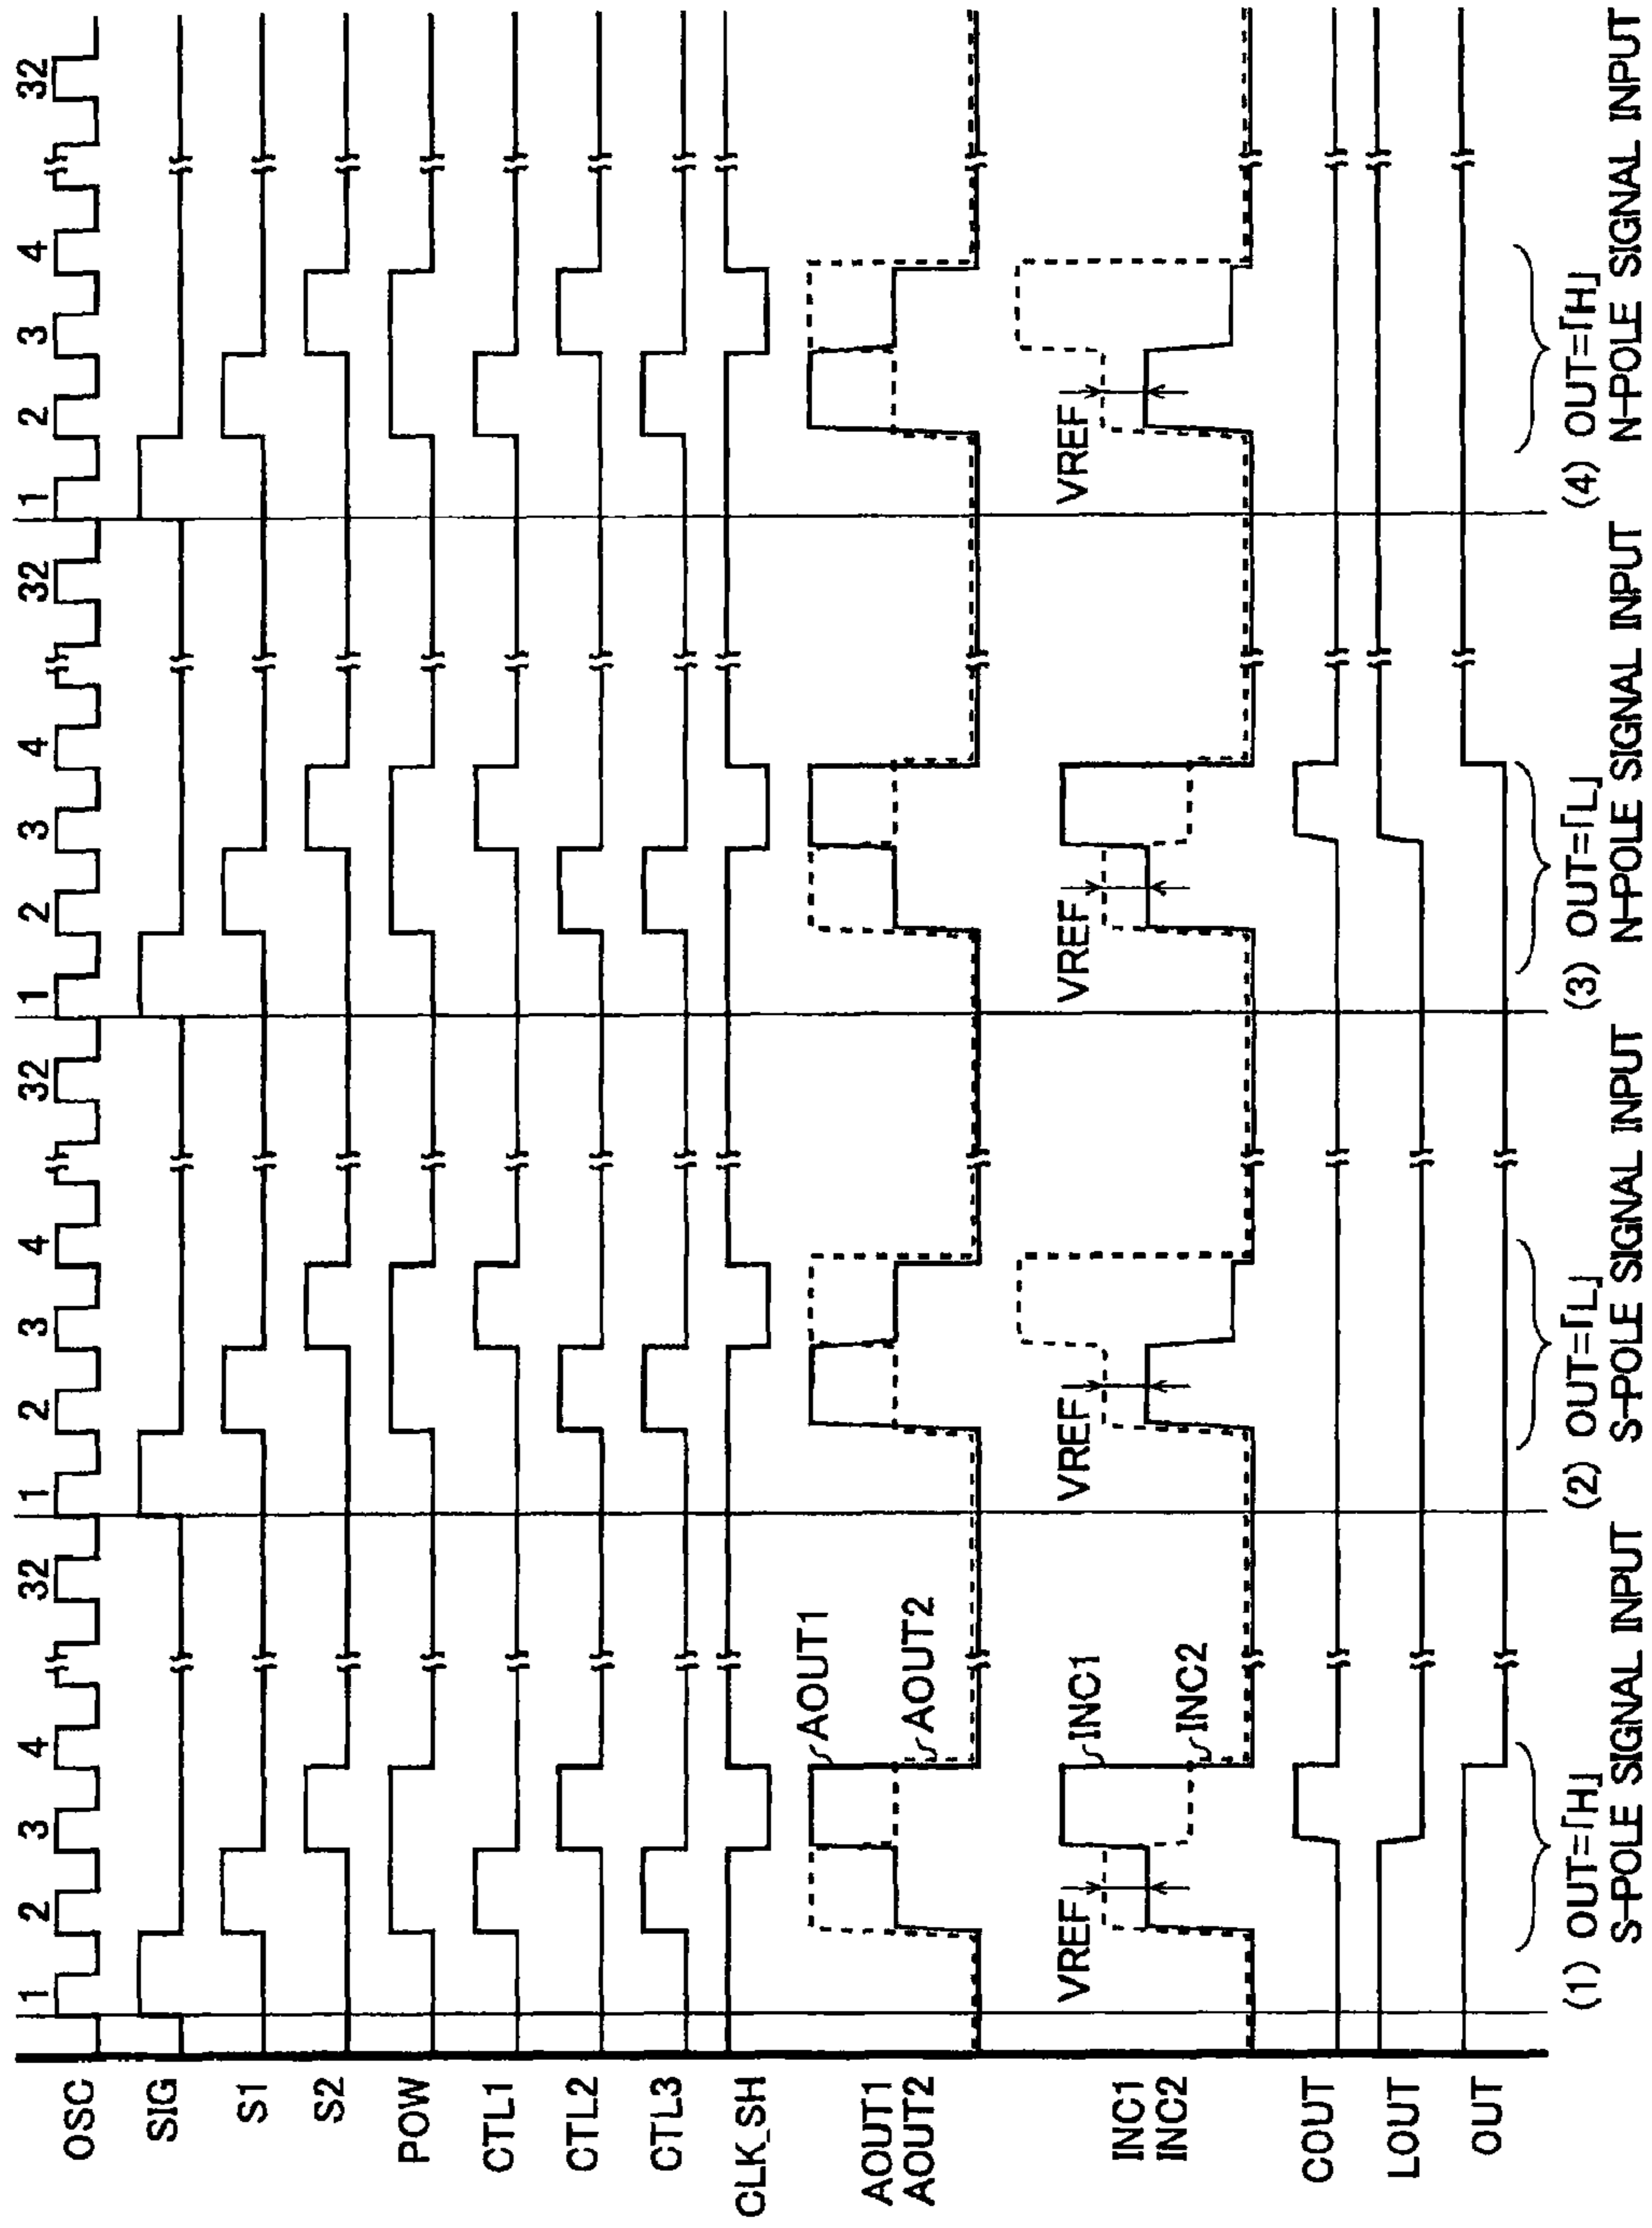 OSC 1 2 3 4 32 1 2 3 4 32 1 2 3 4 32 1 2 3 4 32
SIG
S1
S2
POW
CTL1
CTL2
CTL3
CLK_SH
AOUT1
AOUT2
AOUT1
AOUT2
INC1
INC2
VREF
INC1
INC2
VREF
VREF
VREF
COUT
LOUT
OUT
(1) OUT=「H」
S-POLE SIGNAL INPUT
(2) OUT=「L」
S-POLE SIGNAL INPUT
(3) OUT=「L」
N-POLE SIGNAL INPUT
(4) OUT=「H」
N-POLE SIGNAL INPUT